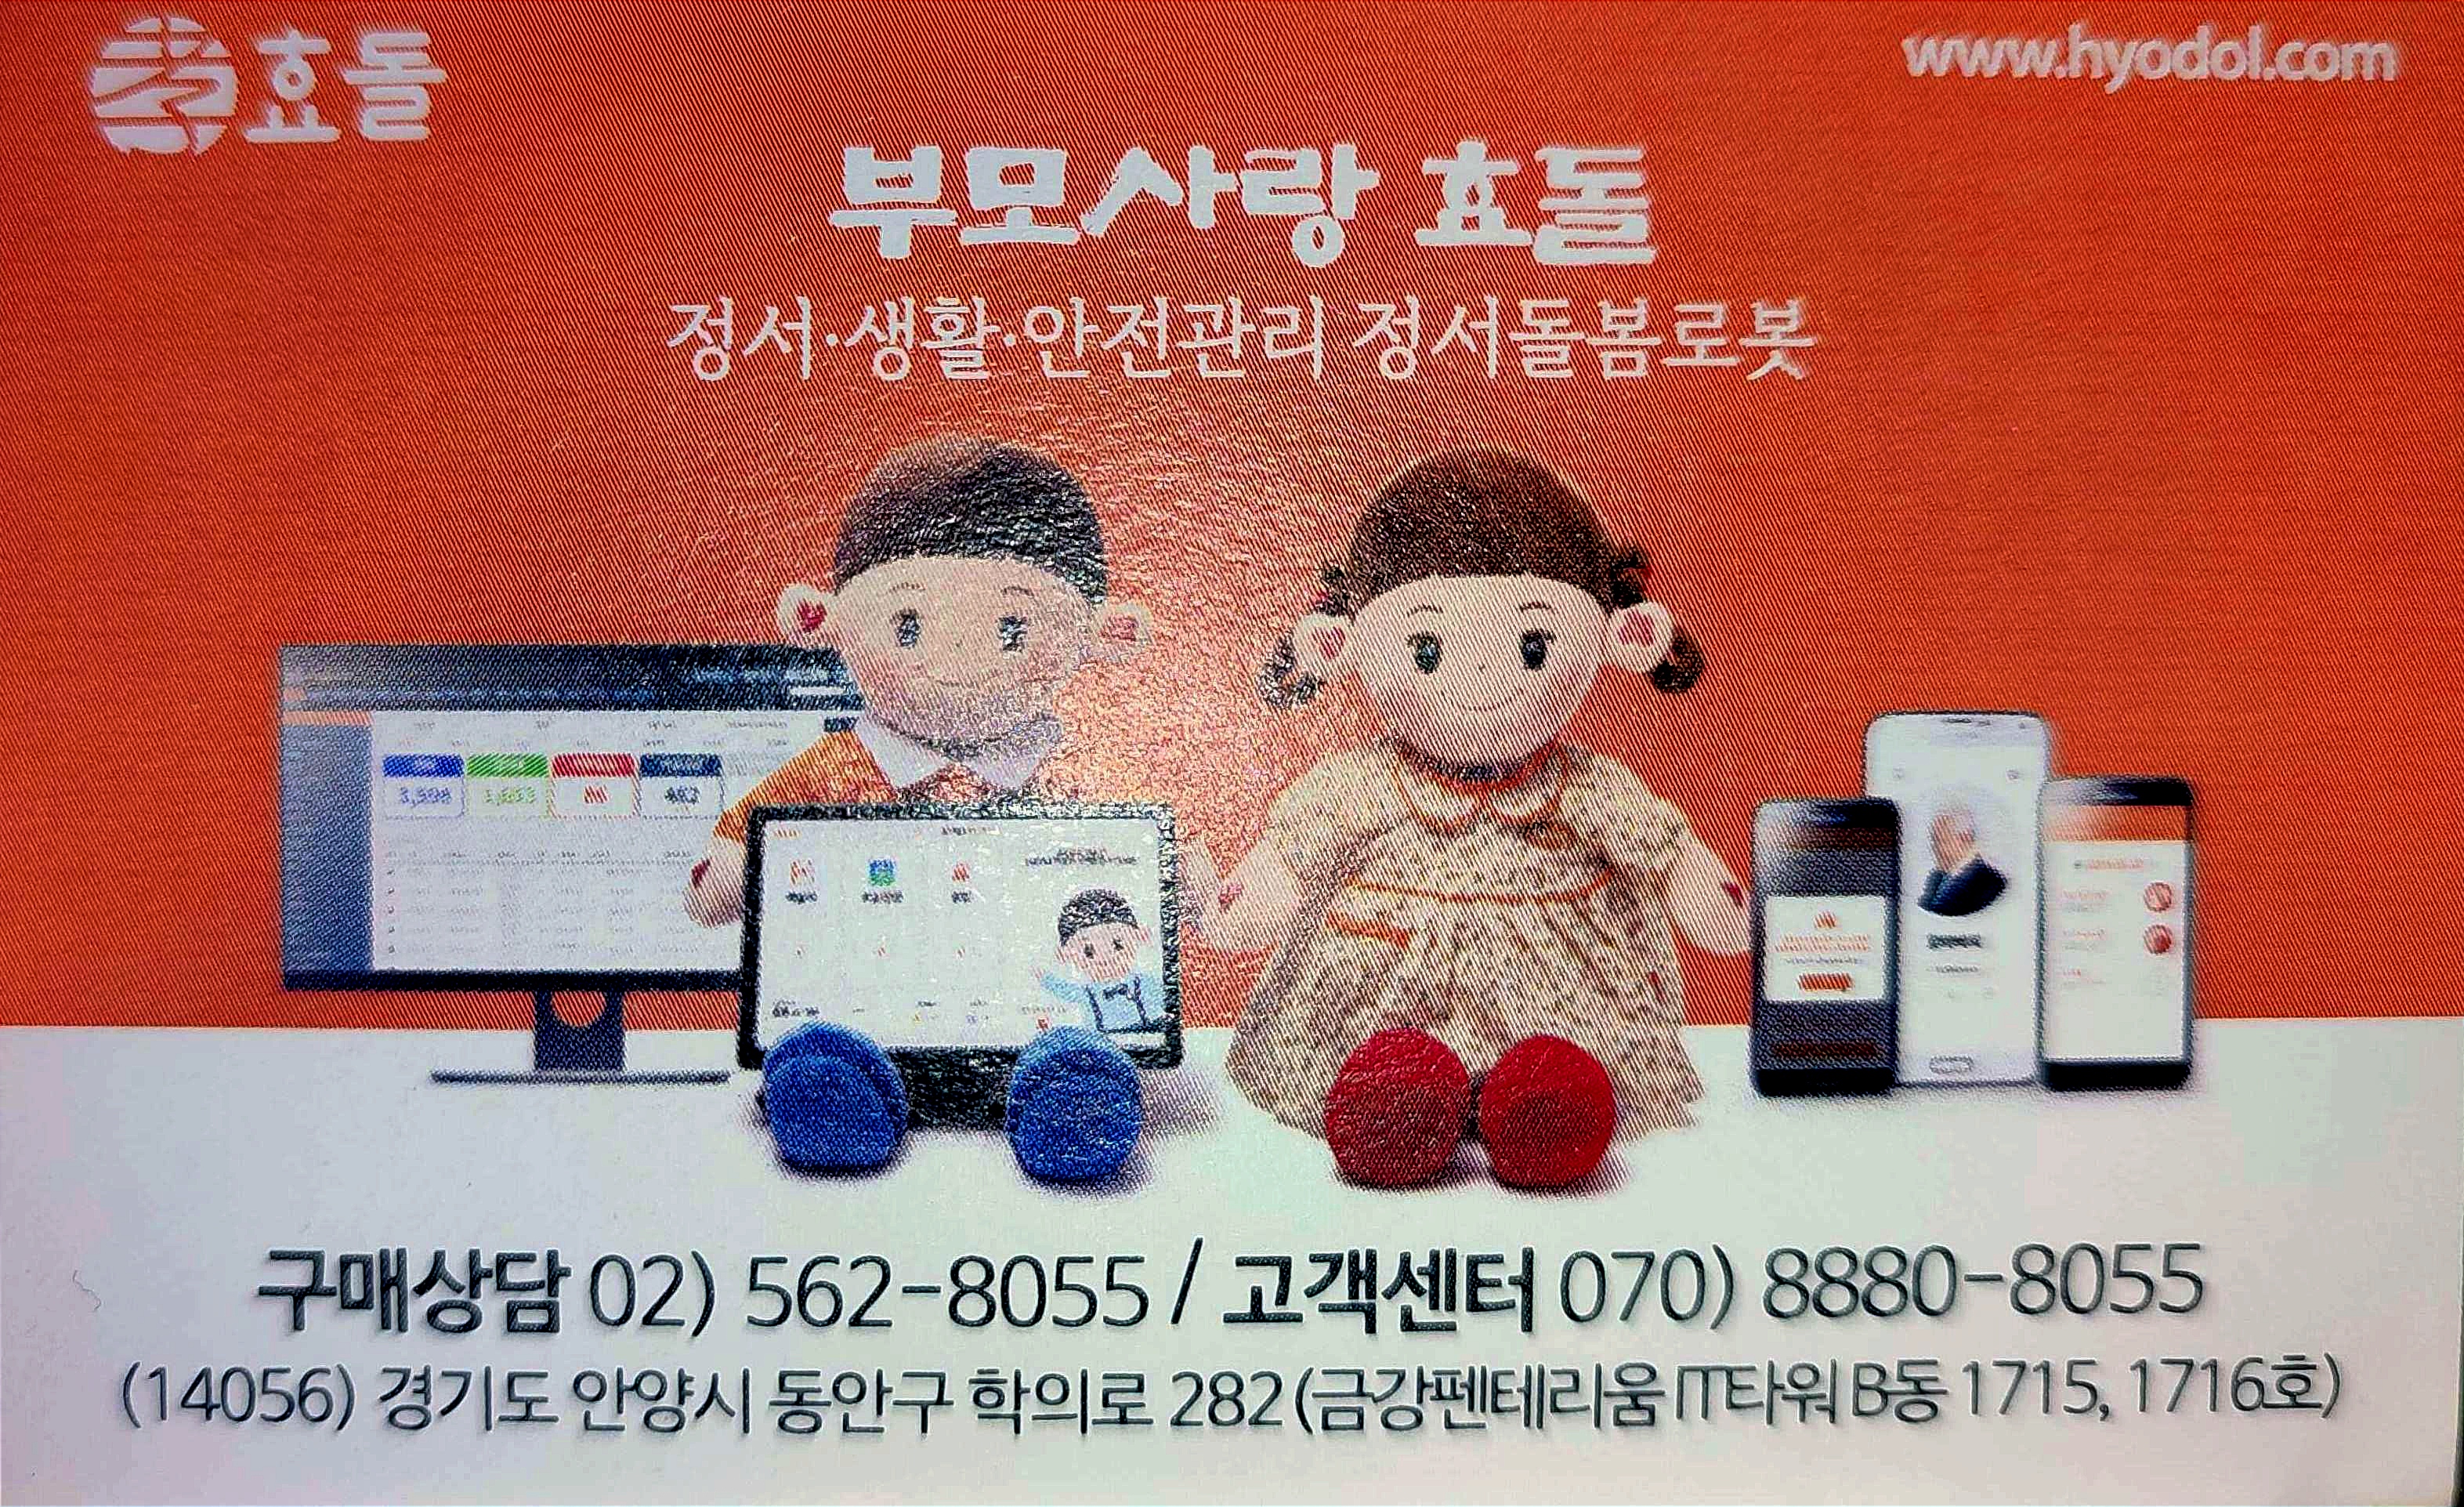 효돌
www.hyodol.com
부모사랑 효돌
정서·생활·안전관리 정서돌봄로봇
3,598
482
구매상담 02) 562-8055 / 고객센터 070) 8880-8055
(14056) 경기도 안양시 동안구 학의로 282 (금강펜테리움 IT타워 B동 1715, 1716호)